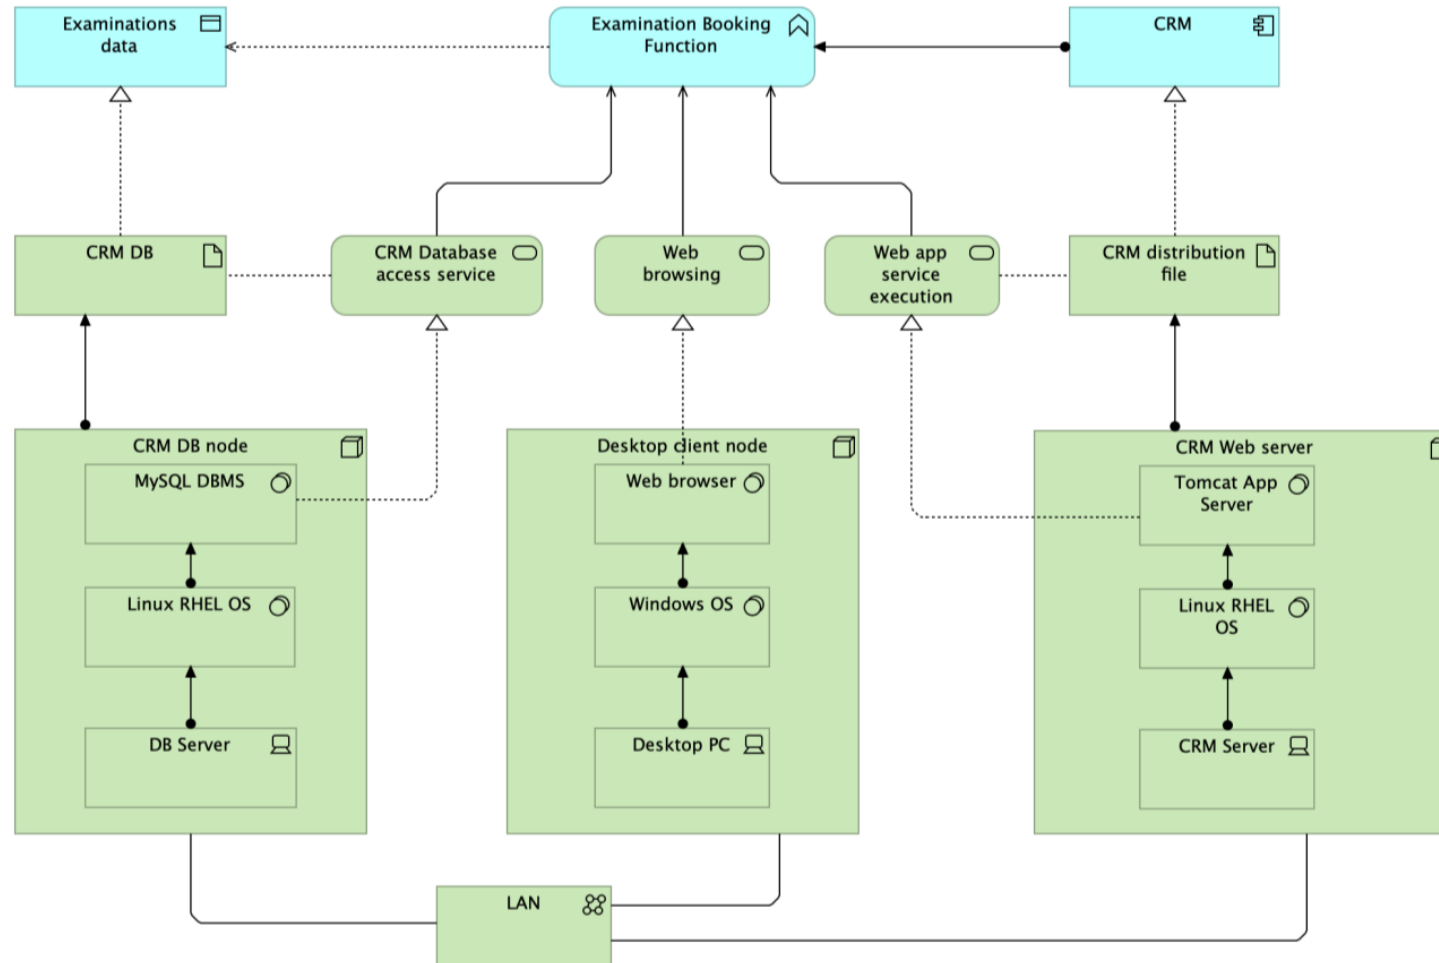 Examinations
data
Examination Booking
Function
CRM
CRM DB
CRM Database
access service
Web
browsing
Web app
service
execution
CRM distribution
file
CRM DB node
MySQL DBMS
Linux RHEL OS
DB Server
Desktop client node
Web browser
Windows OS
Desktop PC
CRM Web server
Tomcat App
Server
Linux RHEL
OS
CRM Server
LAN